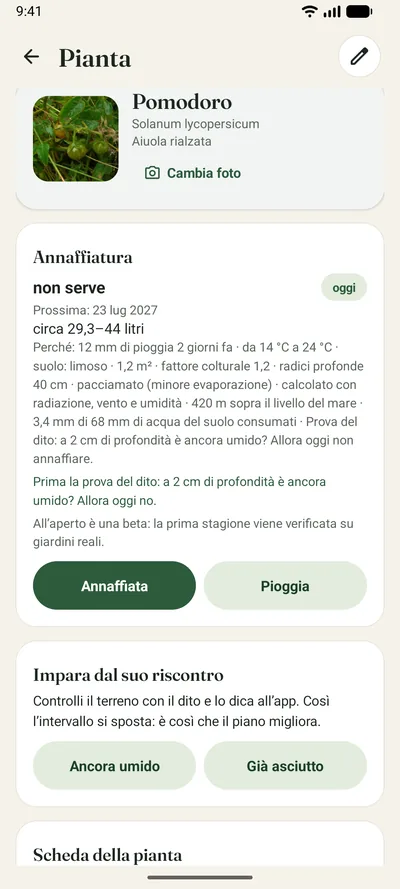 9:41
Pianta
Pomodoro
Solanum lycopersicum
Aiuola rialzata
Cambia foto
Annaffiatura
non serve
oggi
Prossima: 23 lug 2027
circa 29,3–44 litri
Perché: 12 mm di pioggia 2 giorni fa · da 14 °C a 24 °C ·
suolo: limoso · 1,2 m² · fattore colturale 1,2 · radici profonde
40 cm · pacciamato (minore evaporazione) · calcolato con
radiazione, vento e umidità · 420 m sopra il livello del mare ·
3,4 mm di 68 mm di acqua del suolo consumati · Prova del
dito: a 2 cm di profondità è ancora umido? Allora oggi non
annaffiare.
Prima la prova del dito: a 2 cm di profondità è ancora
umido? Allora oggi no.
All’aperto è una beta: la prima stagione viene verificata su
giardini reali.
Annaffiata
Pioggia
Impara dal suo riscontro
Controlli il terreno con il dito e lo dica all’app. Così
l’intervallo si sposta: è così che il piano migliora.
Ancora umido
Già asciutto
Scheda della pianta